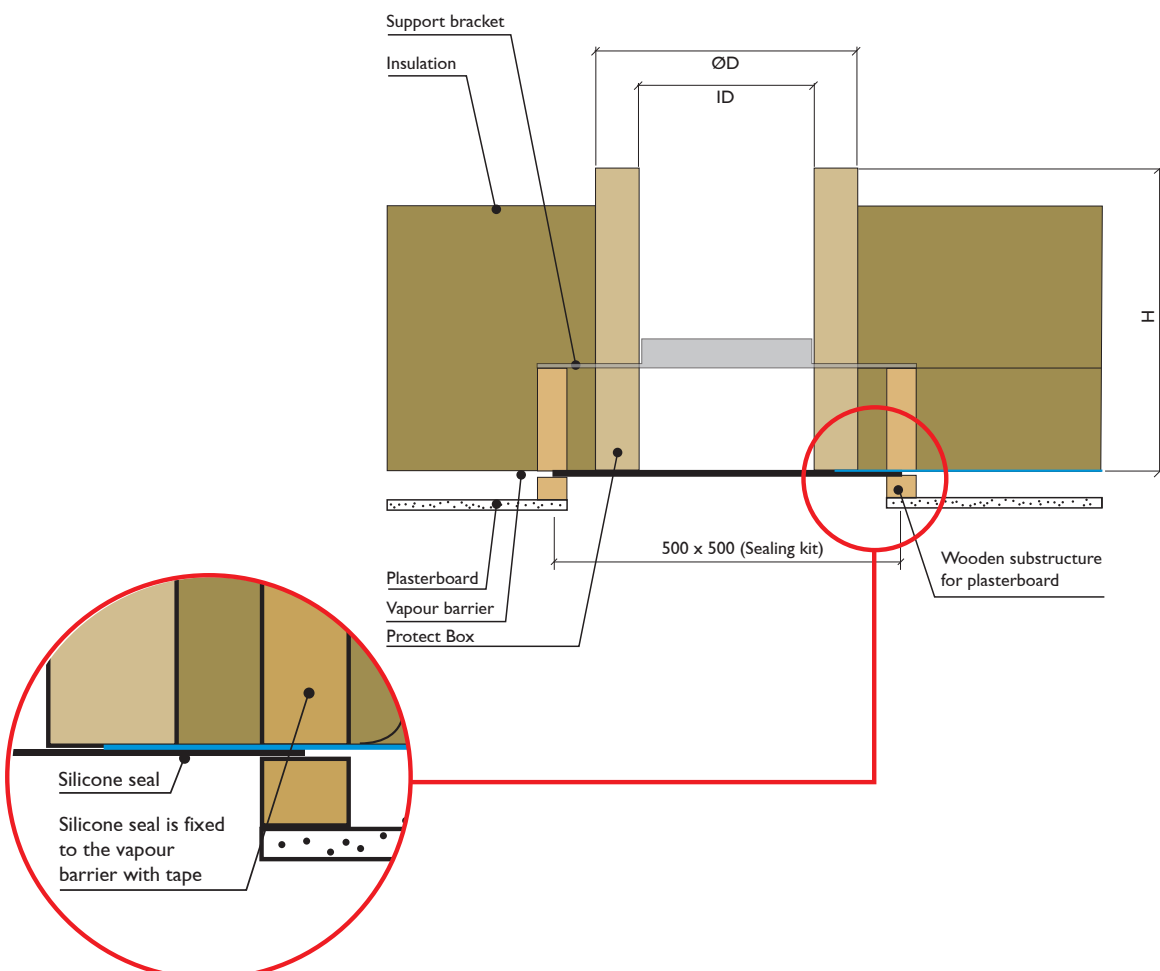 Support bracket
Insulation
ØD
ID
H
500 x 500 (Sealing kit)
Wooden substructure
for plasterboard
Plasterboard
Vapour barrier
Protect Box
Silicone seal
Silicone seal is fixed
to the vapour
barrier with tape